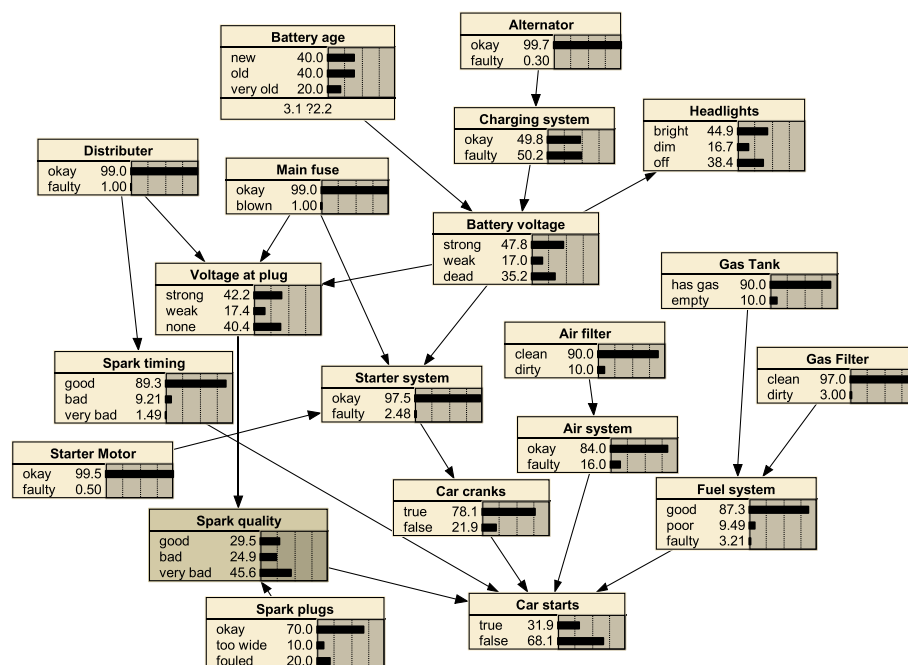 Alternator
okay 99.7
faulty 0.30
Battery age
new 40.0
old 40.0
very old 20.0
3.1 ?2.2
Charging system
okay 49.8
faulty 50.2
Headlights
bright 44.9
dim 16.7
off 38.4
Distributer
okay 99.0
faulty 1.00
Main fuse
okay 99.0
blown 1.00
Battery voltage
strong 47.8
weak 17.0
dead 35.2
Voltage at plug
strong 42.2
weak 17.4
none 40.4
Gas Tank
has gas 90.0
empty 10.0
Air filter
clean 90.0
dirty 10.0
Gas Filter
clean 97.0
dirty 3.00
Spark timing
good 89.3
bad 9.21
very bad 1.49
Starter system
okay 97.5
faulty 2.48
Air system
okay 84.0
faulty 16.0
Starter Motor
okay 99.5
faulty 0.50
Car cranks
true 78.1
false 21.9
Fuel system
good 87.3
poor 9.49
faulty 3.21
Spark quality
good 29.5
bad 24.9
very bad 45.6
Car starts
true 31.9
false 68.1
Spark plugs
okay 70.0
too wide 10.0
fouled 20.0